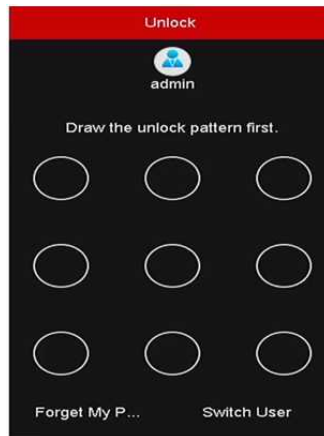 Unlock
admin
Draw the unlock pattern first.
Forget My P...
Switch User